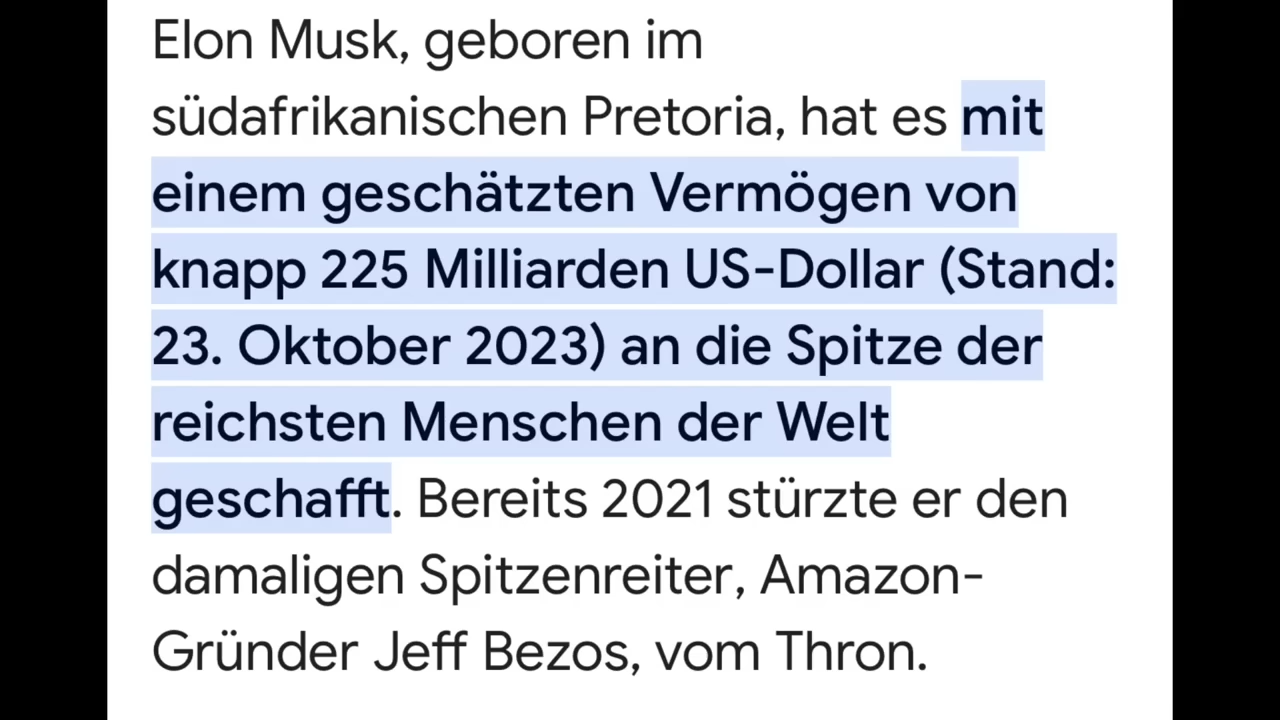 Elon Musk, geboren im
südafrikanischen Pretoria, hat es mit
einem geschätzten Vermögen von
knapp 225 Milliarden US-Dollar (Stand:
23. Oktober 2023) an die Spitze der
reichsten Menschen der Welt
geschafft. Bereits 2021 stürzte er den
damaligen Spitzenreiter, Amazon-
Gründer Jeff Bezos, vom Thron.